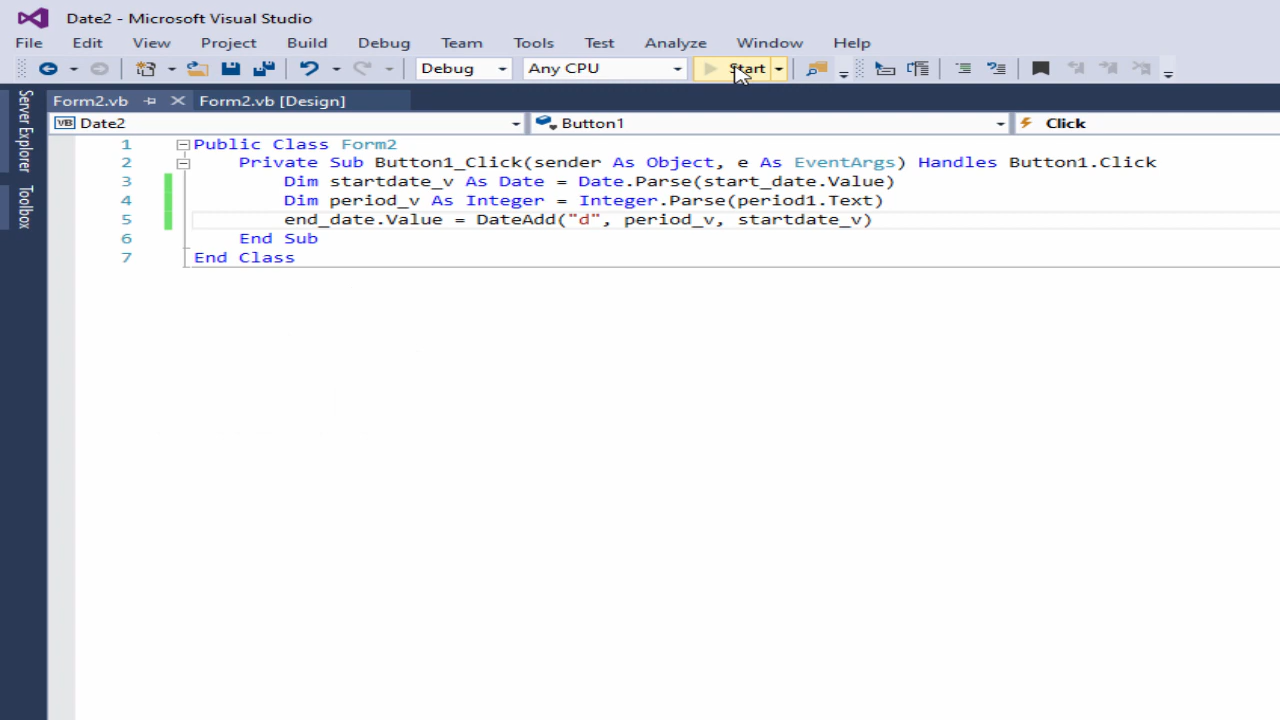 Date2 - Microsoft Visual Studio
File Edit View Project Build Debug Team Tools Test Analyze Window Help
Debug Any CPU Start
Form2.vb Form2.vb [Design]
VB Date2 Button1 Click
Server Explorer
Toolbox
1 Public Class Form2
2 Private Sub Button1_Click(sender As Object, e As EventArgs) Handles Button1.Click
3 Dim startdate_v As Date = Date.Parse(start_date.Value)
4 Dim period_v As Integer = Integer.Parse(period1.Text)
5 end_date.Value = DateAdd("d", period_v, startdate_v)
6 End Sub
7 End Class